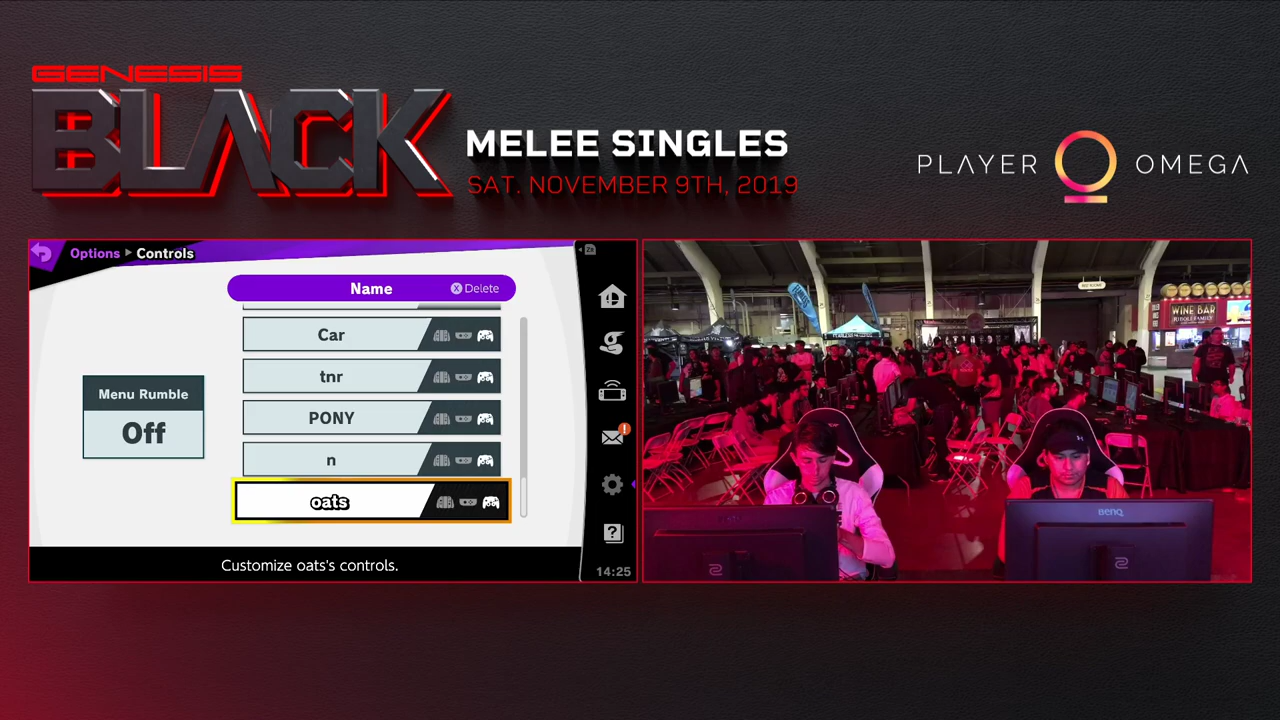 GENESIS
BLACK
MELEE SINGLES
SAT. NOVEMBER 9TH, 2019
PLAYER OMEGA
Options ▸ Controls
Name
X Delete
Car
tnr
PONY
n
oats
Menu Rumble
Off
Customize oats's controls.
14:25
WINE BAR
BenQ